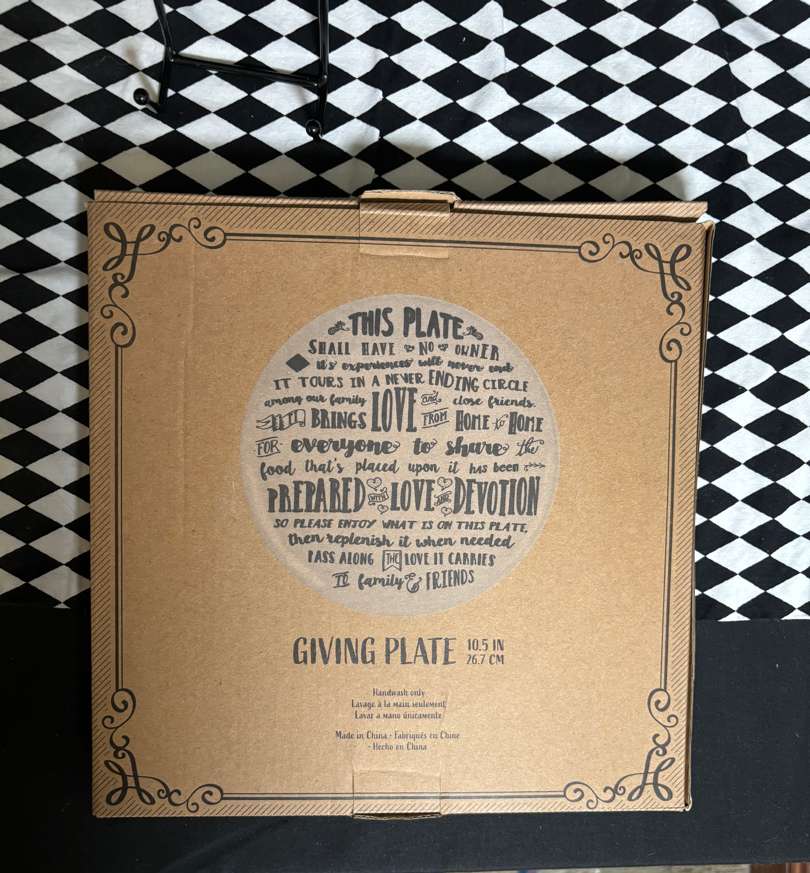 THIS PLATE
SHALL HAVE NO OWNER
it's experiences will never end
IT TOURS IN A NEVER ENDING CIRCLE
among our family and close friends.
IT BRINGS LOVE FROM HOME to HOME
FOR everyone to share the
food that's placed upon it has been
PREPARED WITH LOVE AND DEVOTION
SO PLEASE ENJOY WHAT IS ON THIS PLATE,
then replenish it when needed
PASS ALONG THE LOVE IT CARRIES
TO family & FRIENDS
GIVING PLATE 10.5 IN
26.7 CM
Handwash only
Lavage à la main seulement
Lavar a mano únicamente
Made in China - Fabriqués en Chine
- Hecho en China